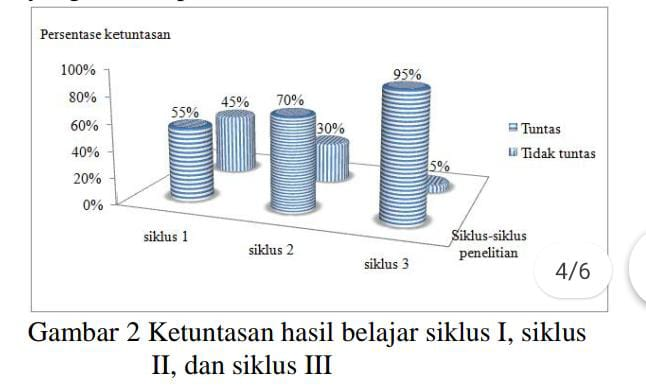 Persentase ketuntasan
100%
80%
60%
40%
20%
0%
55%
45%
70%
30%
95%
5%
siklus 1
siklus 2
siklus 3
Siklus-siklus
penelitian
Tuntas
Tidak tuntas
4/6
Gambar 2 Ketuntasan hasil belajar siklus I, siklus
II, dan siklus III